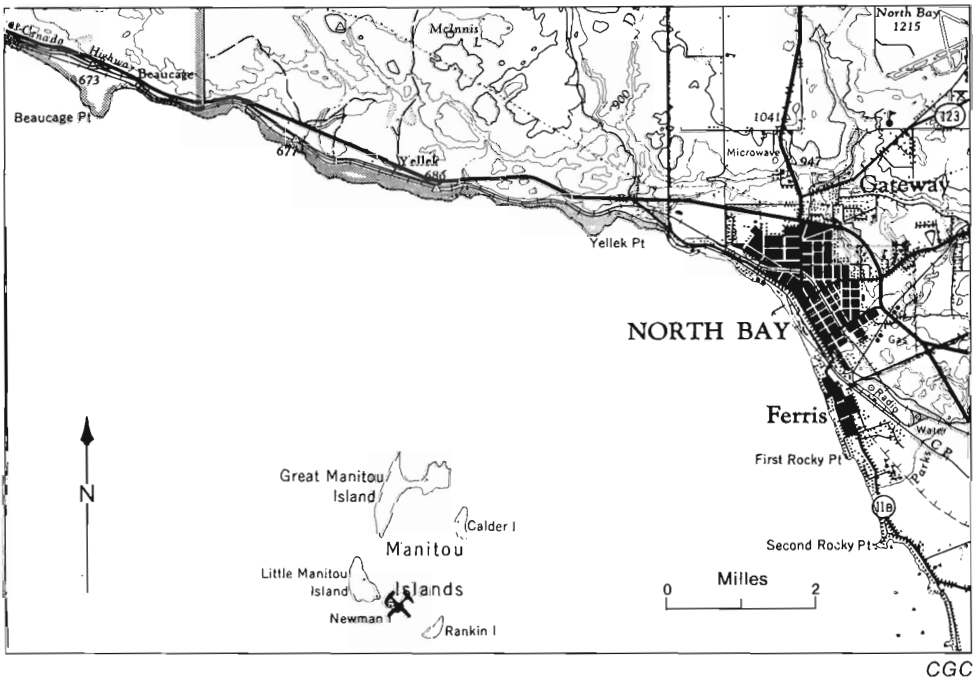 Canada
Highway
673
Beaucage
Beaucage Pt
McInnis
L
North Bay
1215
900
1041
Microwave
947
123
677
Yellek
686
Gateway
Yellek Pt
NORTH BAY
Gas
Radio
Ferris
Water
C P
Parks
First Rocky Pt
11B
Second Rocky Pt
N
Great Manitou
Island
Calder I
Manitou
Islands
Little Manitou
Island
Newman I
Rankin I
Milles
0
2
CGC